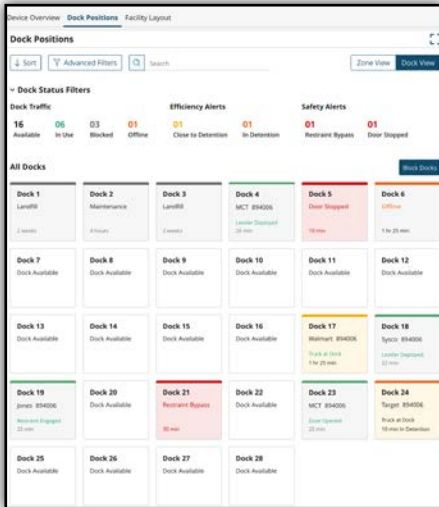 Device Overview Dock Positions Facility Layout
Dock Positions
Sort Advanced Filters Search Zone View Dock View
Dock Status Filters
Dock Traffic Efficiency Alerts Safety Alerts
16 06 03 01 01 01 01 01
Available In Use Blocked Offline Close to Detention In Detention Restraint Bypass Door Stopped
All Docks Block Docks
Dock 1 Dock 2 Dock 3 Dock 4 Dock 5 Dock 6
Landfill Maintenance Landfill MCT 894006 Door Stopped Offline
Leveler Deployed
2 weeks 4 hours 2 weeks 26 min 10 min 1 hr 25 min
Dock 7 Dock 8 Dock 9 Dock 10 Dock 11 Dock 12
Dock Available Dock Available Dock Available Dock Available Dock Available Dock Available
Dock 13 Dock 14 Dock 15 Dock 16 Dock 17 Dock 18
Dock Available Dock Available Dock Available Dock Available Walmart 894006 Sysco 894006
Truck at Dock Leveler Deployed
1 hr 25 min 22 min
Dock 19 Dock 20 Dock 21 Dock 22 Dock 23 Dock 24
Jones 894006 Dock Available Restraint Bypass Dock Available MCT 894006 Target 894006
Restraint Engaged Door Opened Truck at Dock
25 min 30 min 25 min 10 min in Detention
Dock 25 Dock 26 Dock 27 Dock 28
Dock Available Dock Available Dock Available Dock Available